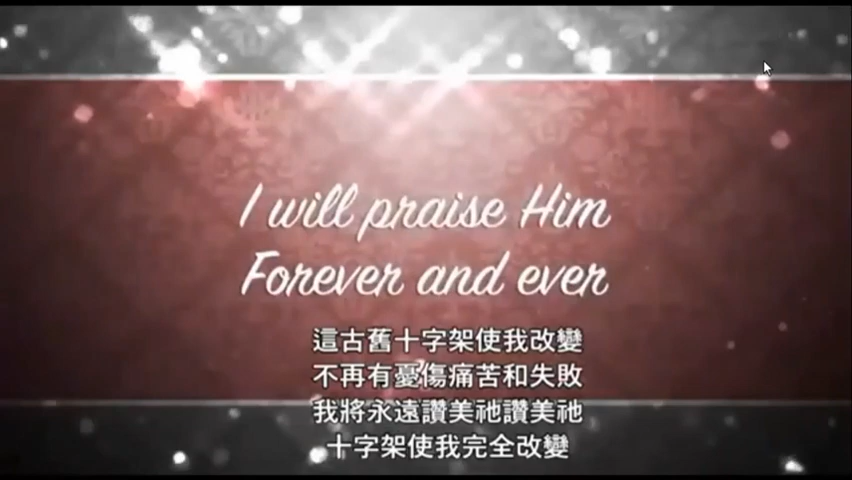 I will praise Him
Forever and ever
這古舊十字架使我改變
不再有憂傷痛苦和失敗
我將永遠讚美祂讚美祂
十字架使我完全改變